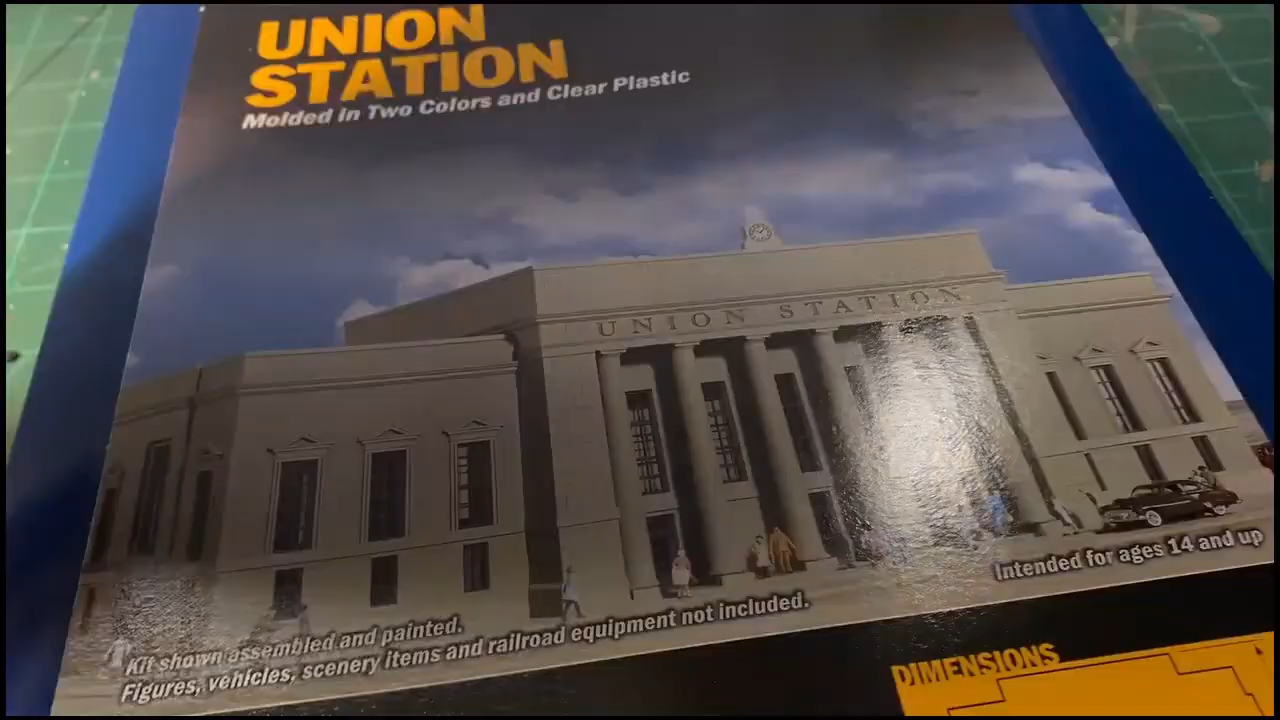 UNION
STATION
Molded in Two Colors and Clear Plastic
UNION STATION
Intended for ages 14 and up
Kit shown assembled and painted.
Figures, vehicles, scenery items and railroad equipment not included.
DIMENSIONS